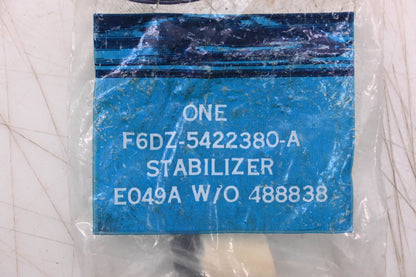 ONE
F6DZ-5422380-A
STABILIZER
E049A W/O 488838